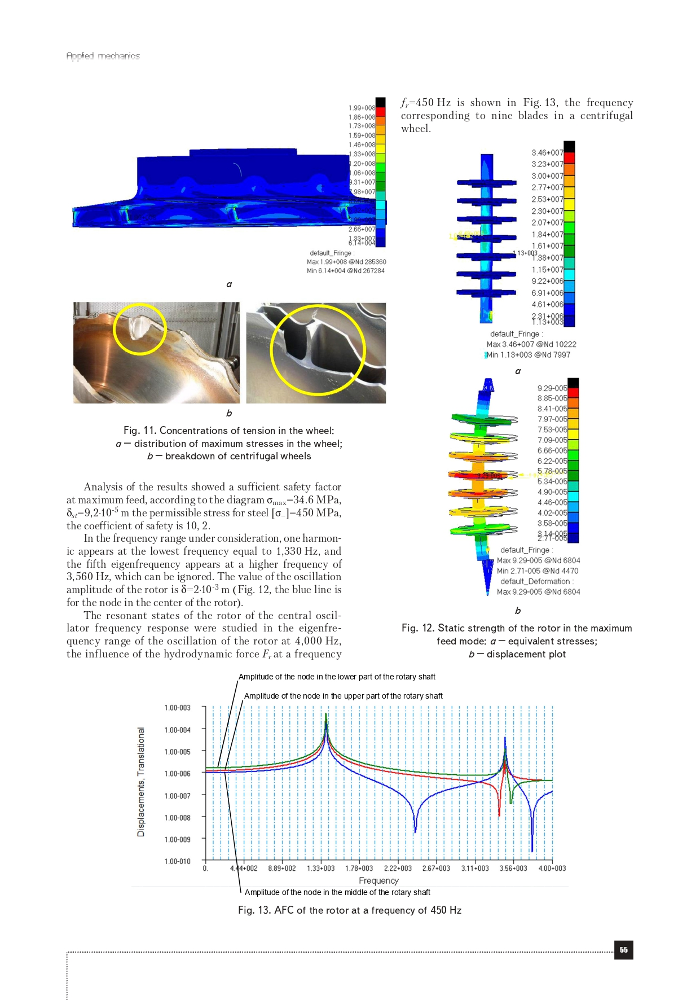 Applied mechanics
1.99+008
1.86+008
1.73+008
1.59+008
1.46+008
1.33+008
1.20+008
1.06+008
9.31+007
7.98+007
2.66+007
1.33+007
6.14+004
default_Fringe :
Max 1.99+008 @Nd 285360
Min 6.14+004 @Nd 267284
a
b
Fig. 11. Concentrations of tension in the wheel:
a — distribution of maximum stresses in the wheel;
b — breakdown of centrifugal wheels
Analysis of the results showed a sufficient safety factor
at maximum feed, according to the diagram σmax=34.6 MPa,
δst=9,2·10-5 m the permissible stress for steel [σ–]=450 MPa,
the coefficient of safety is 10, 2.
In the frequency range under consideration, one harmon-
ic appears at the lowest frequency equal to 1,330 Hz, and
the fifth eigenfrequency appears at a higher frequency of
3,560 Hz, which can be ignored. The value of the oscillation
amplitude of the rotor is δ=2·10-3 m (Fig. 12, the blue line is
for the node in the center of the rotor).
The resonant states of the rotor of the central oscil-
lator frequency response were studied in the eigenfre-
quency range of the oscillation of the rotor at 4,000 Hz,
the influence of the hydrodynamic force Fr at a frequency
fr=450 Hz is shown in Fig. 13, the frequency
corresponding to nine blades in a centrifugal
wheel.
3.46+007
3.23+007
3.00+007
2.77+007
2.53+007
2.30+007
2.07+007
1.84+007
1.61+007
1.13+003
1.38+007
1.15+007
9.22+006
6.91+006
4.61+006
2.31+006
1.13+003
default_Fringe :
Max 3.46+007 @Nd 10222
Min 1.13+003 @Nd 7997
a
9.29-005
8.85-005
8.41-005
7.97-005
7.53-005
7.09-005
6.66-005
6.22-005
5.78-005
9.29-005
5.34-005
4.90-005
4.46-005
4.02-005
3.58-005
3.14-005
2.71-005
default_Fringe :
Max 9.29-005 @Nd 6804
Min 2.71-005 @Nd 4470
default_Deformation :
Max 9.29-005 @Nd 6804
b
Fig. 12. Static strength of the rotor in the maximum
feed mode: a — equivalent stresses;
b — displacement plot
Amplitude of the node in the lower part of the rotary shaft
Amplitude of the node in the upper part of the rotary shaft
Displacements, Translational
1.00-003
1.00-004
1.00-005
1.00-006
1.00-007
1.00-008
1.00-009
1.00-010
0. 4.44+002 8.89+002 1.33+003 1.78+003 2.22+003 2.67+003 3.11+003 3.56+003 4.00+003
Frequency
Amplitude of the node in the middle of the rotary shaft
Fig. 13. AFC of the rotor at a frequency of 450 Hz
55